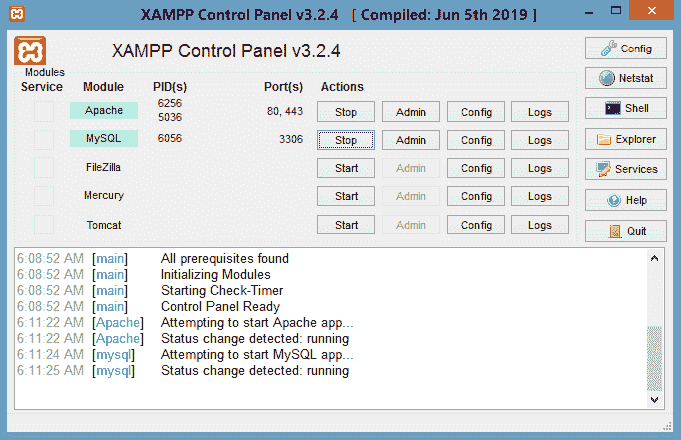 XAMPP Control Panel v3.2.4 [ Compiled: Jun 5th 2019 ]
XAMPP Control Panel v3.2.4
Config
Modules
Service Module PID(s) Port(s) Actions
Netstat
Apache 6256 5036 80, 443 Stop Admin Config Logs
Shell
MySQL 6056 3306 Stop Admin Config Logs
Explorer
FileZilla Start Admin Config Logs
Services
Mercury Start Admin Config Logs
Help
Tomcat Start Admin Config Logs
Quit
6:08:52 AM [main] All prerequisites found
6:08:52 AM [main] Initializing Modules
6:08:52 AM [main] Starting Check-Timer
6:08:52 AM [main] Control Panel Ready
6:11:22 AM [Apache] Attempting to start Apache app...
6:11:22 AM [Apache] Status change detected: running
6:11:24 AM [mysql] Attempting to start MySQL app...
6:11:25 AM [mysql] Status change detected: running